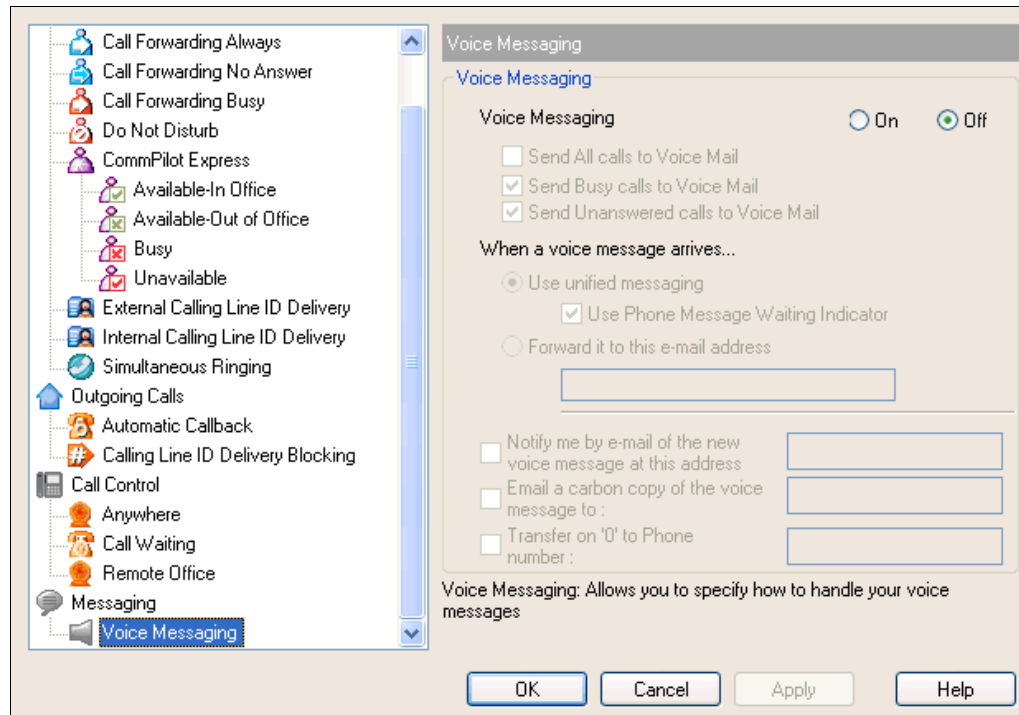 Call Forwarding Always
Call Forwarding No Answer
Call Forwarding Busy
Do Not Disturb
CommPilot Express
Available-In Office
Available-Out of Office
Busy
Unavailable
External Calling Line ID Delivery
Internal Calling Line ID Delivery
Simultaneous Ringing
Outgoing Calls
Automatic Callback
Calling Line ID Delivery Blocking
Call Control
Anywhere
Call Waiting
Remote Office
Messaging
Voice Messaging
Voice Messaging
Voice Messaging
Voice Messaging On Off
Send All calls to Voice Mail
Send Busy calls to Voice Mail
Send Unanswered calls to Voice Mail
When a voice message arrives...
Use unified messaging
Use Phone Message Waiting Indicator
Forward it to this e-mail address
Notify me by e-mail of the new
voice message at this address
Email a carbon copy of the voice
message to :
Transfer on '0' to Phone
number :
Voice Messaging: Allows you to specify how to handle your voice
messages
OK Cancel Apply Help